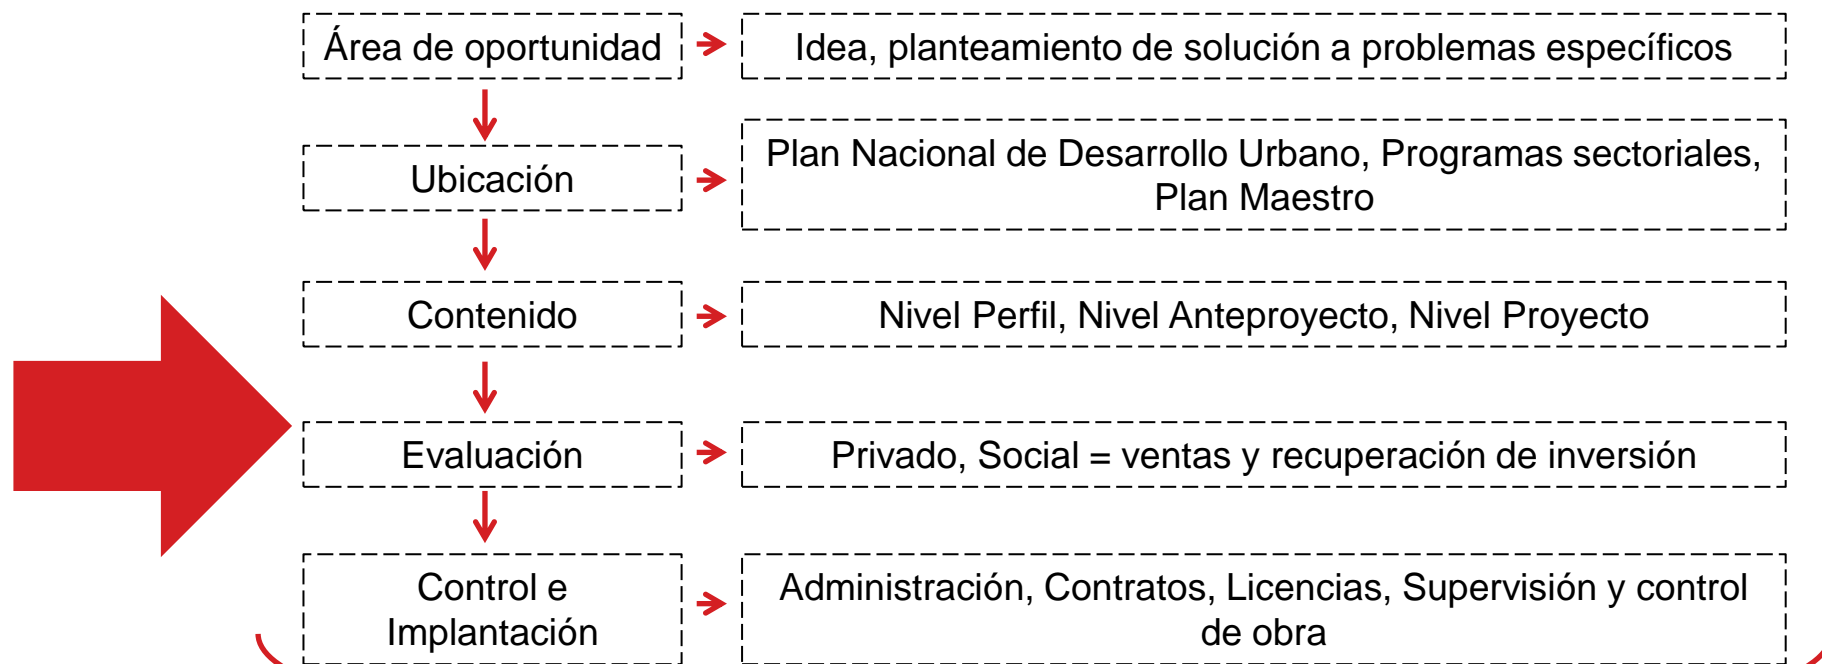 Área de oportunidad
Idea, planteamiento de solución a problemas específicos
Ubicación
Plan Nacional de Desarrollo Urbano, Programas sectoriales,
Plan Maestro
Contenido
Nivel Perfil, Nivel Anteproyecto, Nivel Proyecto
Evaluación
Privado, Social = ventas y recuperación de inversión
Control e
Implantación
Administración, Contratos, Licencias, Supervisión y control
de obra